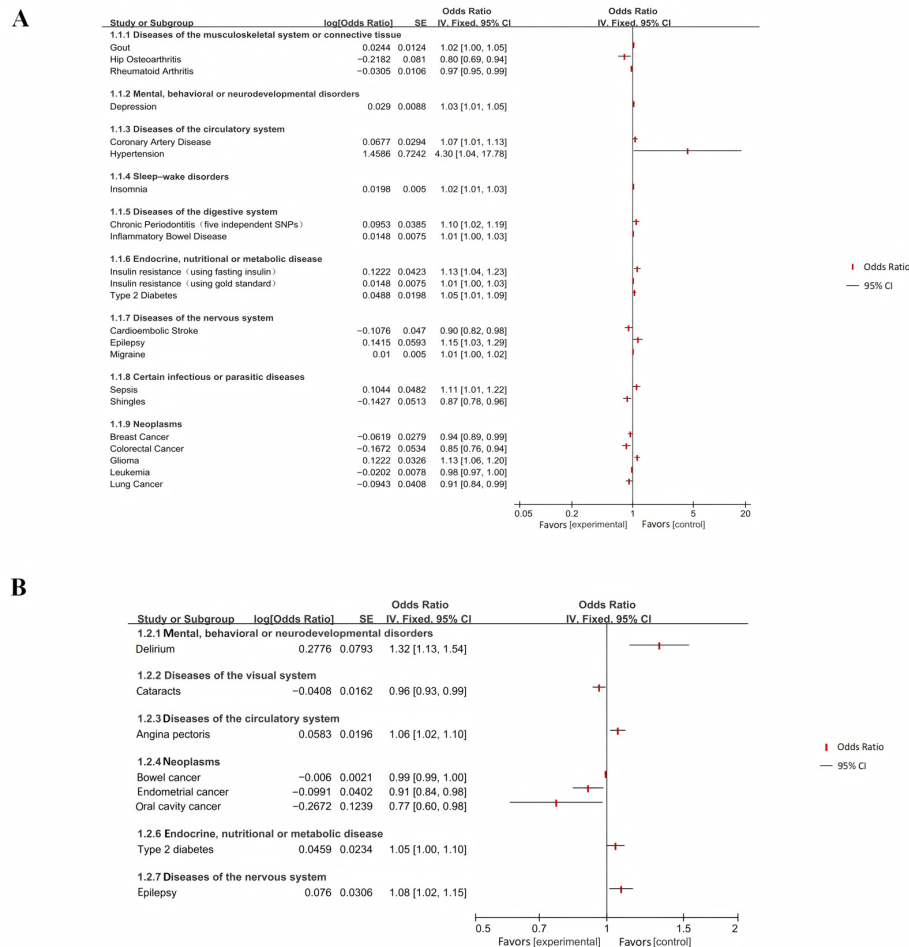 A
Odds Ratio Odds Ratio
Study or Subgroup log[Odds Ratio] SE IV. Fixed. 95% CI IV. Fixed. 95% CI
1.1.1 Diseases of the musculoskeletal system or connective tissue
Gout 0.0244 0.0124 1.02 [1.00, 1.05]
Hip Osteoarthritis −0.2182 0.081 0.80 [0.69, 0.94]
Rheumatoid Arthritis −0.0305 0.0106 0.97 [0.95, 0.99]
1.1.2 Mental, behavioral or neurodevelopmental disorders
Depression 0.029 0.0088 1.03 [1.01, 1.05]
1.1.3 Diseases of the circulatory system
Coronary Artery Disease 0.0677 0.0294 1.07 [1.01, 1.13]
Hypertension 1.4586 0.7242 4.30 [1.04, 17.78]
1.1.4 Sleep−wake disorders
Insomnia 0.0198 0.005 1.02 [1.01, 1.03]
1.1.5 Diseases of the digestive system
Chronic Periodontitis（five independent SNPs） 0.0953 0.0385 1.10 [1.02, 1.19]
Inflammatory Bowel Disease 0.0148 0.0075 1.01 [1.00, 1.03]
1.1.6 Endocrine, nutritional or metabolic disease
Insulin resistance（using fasting insulin） 0.1222 0.0423 1.13 [1.04, 1.23]
Insulin resistance（using gold standard） 0.0148 0.0075 1.01 [1.00, 1.03]
Type 2 Diabetes 0.0488 0.0198 1.05 [1.01, 1.09]
1.1.7 Diseases of the nervous system
Cardioembolic Stroke −0.1076 0.047 0.90 [0.82, 0.98]
Epilepsy 0.1415 0.0593 1.15 [1.03, 1.29]
Migraine 0.01 0.005 1.01 [1.00, 1.02]
1.1.8 Certain infectious or parasitic diseases
Sepsis 0.1044 0.0482 1.11 [1.01, 1.22]
Shingles −0.1427 0.0513 0.87 [0.78, 0.96]
1.1.9 Neoplasms
Breast Cancer −0.0619 0.0279 0.94 [0.89, 0.99]
Colorectal Cancer −0.1672 0.0534 0.85 [0.76, 0.94]
Glioma 0.1222 0.0326 1.13 [1.06, 1.20]
Leukemia −0.0202 0.0078 0.98 [0.97, 1.00]
Lung Cancer −0.0943 0.0408 0.91 [0.84, 0.99]
0.05 0.2 1 5 20
Favors [experimental] Favors [control]
Odds Ratio
95% CI
B
Odds Ratio Odds Ratio
Study or Subgroup log[Odds Ratio] SE IV. Fixed. 95% CI IV. Fixed. 95% CI
1.2.1 Mental, behavioral or neurodevelopmental disorders
Delirium 0.2776 0.0793 1.32 [1.13, 1.54]
1.2.2 Diseases of the visual system
Cataracts −0.0408 0.0162 0.96 [0.93, 0.99]
1.2.3 Diseases of the circulatory system
Angina pectoris 0.0583 0.0196 1.06 [1.02, 1.10]
1.2.4 Neoplasms
Bowel cancer −0.006 0.0021 0.99 [0.99, 1.00]
Endometrial cancer −0.0991 0.0402 0.91 [0.84, 0.98]
Oral cavity cancer −0.2672 0.1239 0.77 [0.60, 0.98]
1.2.6 Endocrine, nutritional or metabolic disease
Type 2 diabetes 0.0459 0.0234 1.05 [1.00, 1.10]
1.2.7 Diseases of the nervous system
Epilepsy 0.076 0.0306 1.08 [1.02, 1.15]
0.5 0.7 1 1.5 2
Favors [experimental] Favors [control]
Odds Ratio
95% CI